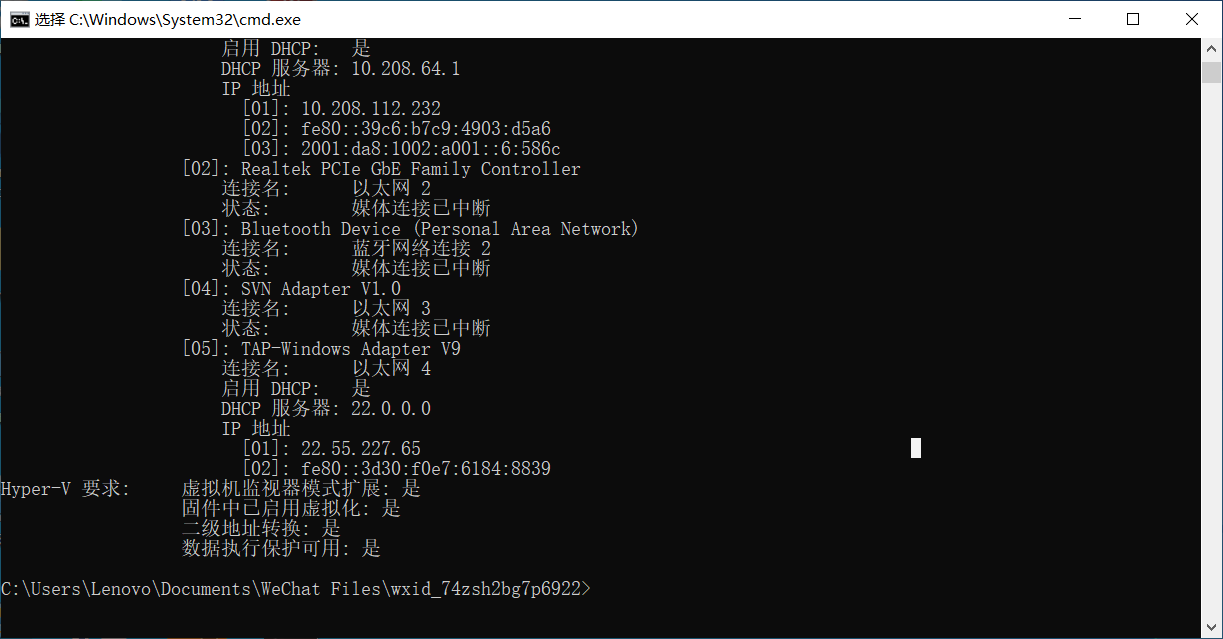 选择 C:\Windows\System32\cmd.exe
启用 DHCP: 是
DHCP 服务器: 10.208.64.1
IP 地址
[01]: 10.208.112.232
[02]: fe80::39c6:b7c9:4903:d5a6
[03]: 2001:da8:1002:a001::6:586c
[02]: Realtek PCIe GbE Family Controller
连接名: 以太网 2
状态: 媒体连接已中断
[03]: Bluetooth Device (Personal Area Network)
连接名: 蓝牙网络连接 2
状态: 媒体连接已中断
[04]: SVN Adapter V1.0
连接名: 以太网 3
状态: 媒体连接已中断
[05]: TAP-Windows Adapter V9
连接名: 以太网 4
启用 DHCP: 是
DHCP 服务器: 22.0.0.0
IP 地址
[01]: 22.55.227.65
[02]: fe80::3d30:f0e7:6184:8839
Hyper-V 要求: 虚拟机监视器模式扩展: 是
固件中已启用虚拟化: 是
二级地址转换: 是
数据执行保护可用: 是
C:\Users\Lenovo\Documents\WeChat Files\wxid_74zsh2bg7p6922>